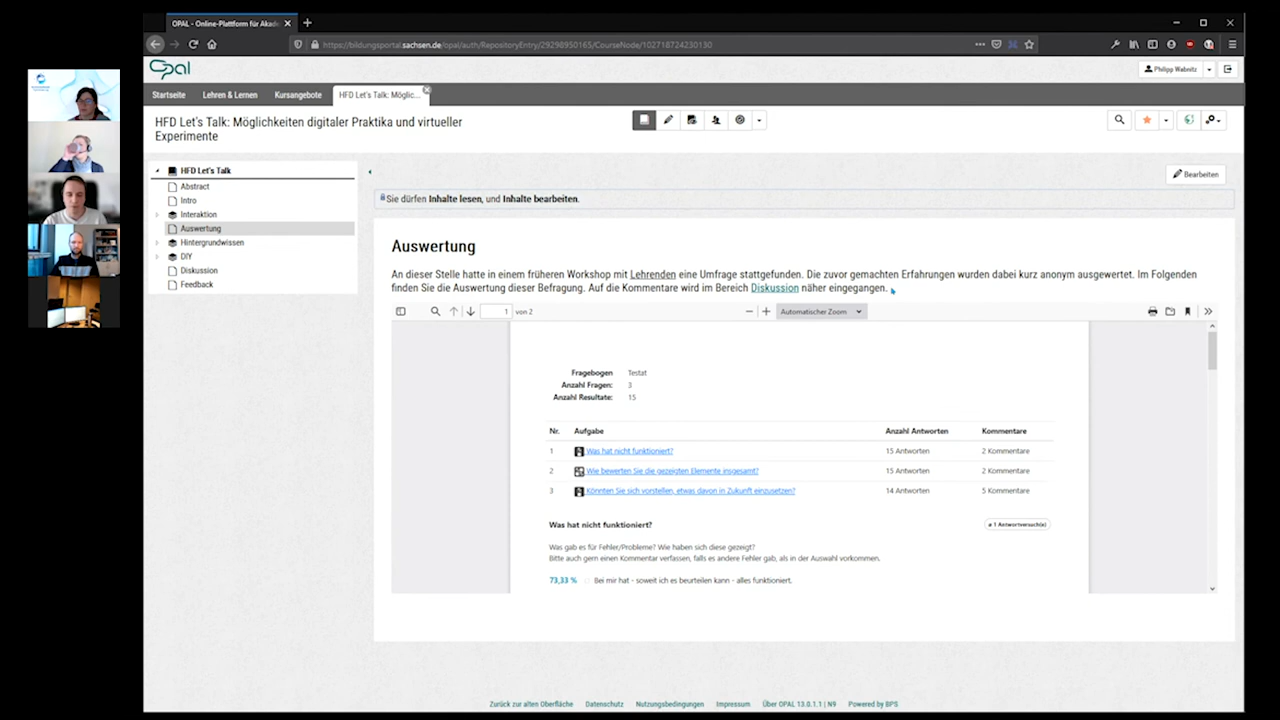 OPAL - Online-Plattform für Akade
https://bildungsportal.sachsen.de/opal/auth/RepositoryEntry/29298950165/CourseNode/102718724230130
Opal
Philipp Webnitz
Startseite
Lehren & Lernen
Kursangebote
HFD Let's Talk: Möglic...
HFD Let's Talk: Möglichkeiten digitaler Praktika und virtueller
Experimente
HFD Let's Talk
Abstract
Intro
Interaktion
Auswertung
Hintergrundwissen
DIY
Diskussion
Feedback
Bearbeiten
Sie dürfen Inhalte lesen, und Inhalte bearbeiten.
Auswertung
An dieser Stelle hatte in einem früheren Workshop mit Lehrenden eine Umfrage stattgefunden. Die zuvor gemachten Erfahrungen wurden dabei kurz anonym ausgewertet. Im Folgenden
finden Sie die Auswertung dieser Befragung. Auf die Kommentare wird im Bereich Diskussion näher eingegangen.
1 von 2
Automatischer Zoom
Fragebogen Testat
Anzahl Fragen: 3
Anzahl Resultate: 15
Nr. Aufgabe Anzahl Antworten Kommentare
1 Was hat nicht funktioniert? 15 Antworten 2 Kommentare
2 Wie bewerten Sie die gezeigten Elemente insgesamt? 15 Antworten 2 Kommentare
3 Könnten Sie sich vorstellen, etwas davon in Zukunft einzusetzen? 14 Antworten 5 Kommentare
Was hat nicht funktioniert? ø 1 Antwortversuch(e)
Was gab es für Fehler/Probleme? Wie haben sich diese gezeigt?
Bitte auch gern einen Kommentar verfassen, falls es andere Fehler gab, als in der Auswahl vorkommen.
73,33 % Bei mir hat - soweit ich es beurteilen kann - alles funktioniert.
Zurück zur alten Oberfläche Datenschutz Nutzungsbedingungen Impressum Über OPAL 13.0.1.1 | N9 Powered by BPS